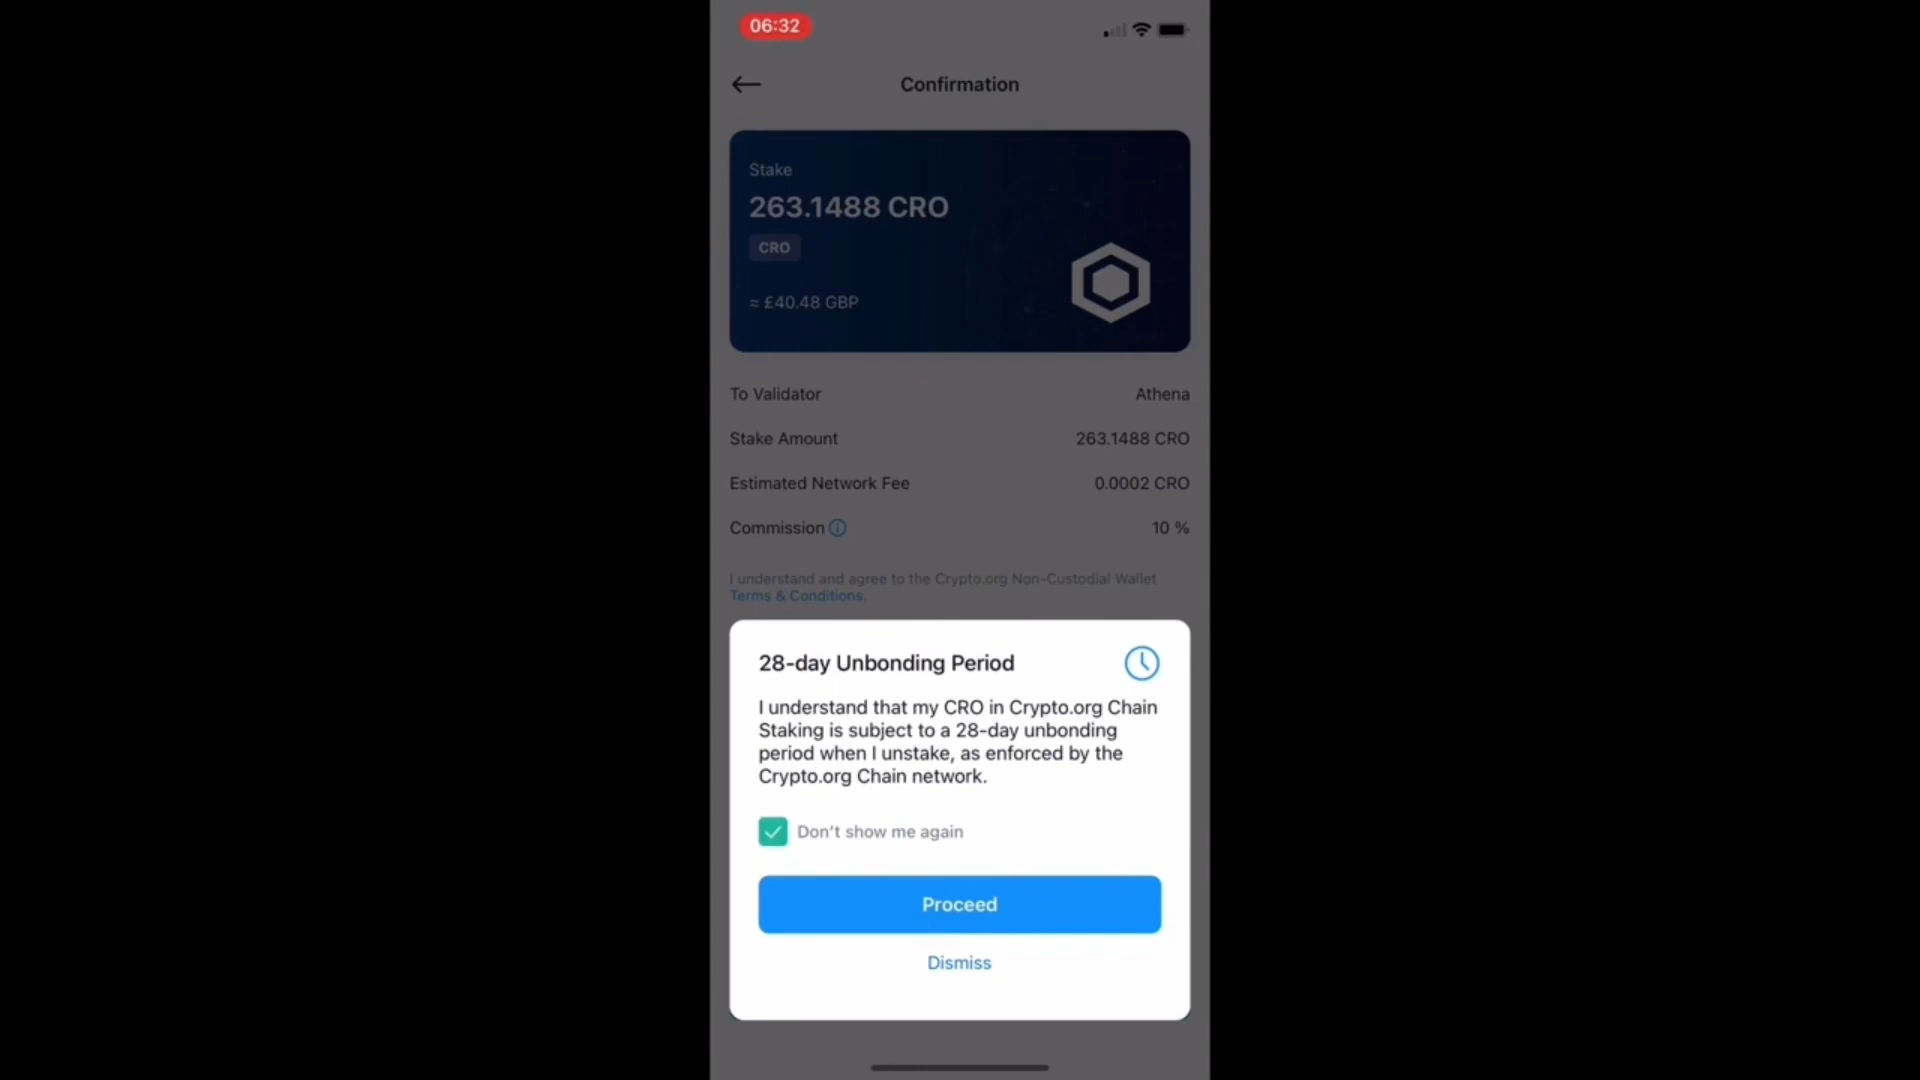 06:32
Confirmation
Stake
263.1488 CRO
CRO
≈ £40.48 GBP
To Validator Athena
Stake Amount 263.1488 CRO
Estimated Network Fee 0.0002 CRO
Commission 10 %
I understand and agree to the Crypto.org Non-Custodial Wallet
Terms & Conditions.
28-day Unbonding Period
I understand that my CRO in Crypto.org Chain
Staking is subject to a 28-day unbonding
period when I unstake, as enforced by the
Crypto.org Chain network.
Don't show me again
Proceed
Dismiss